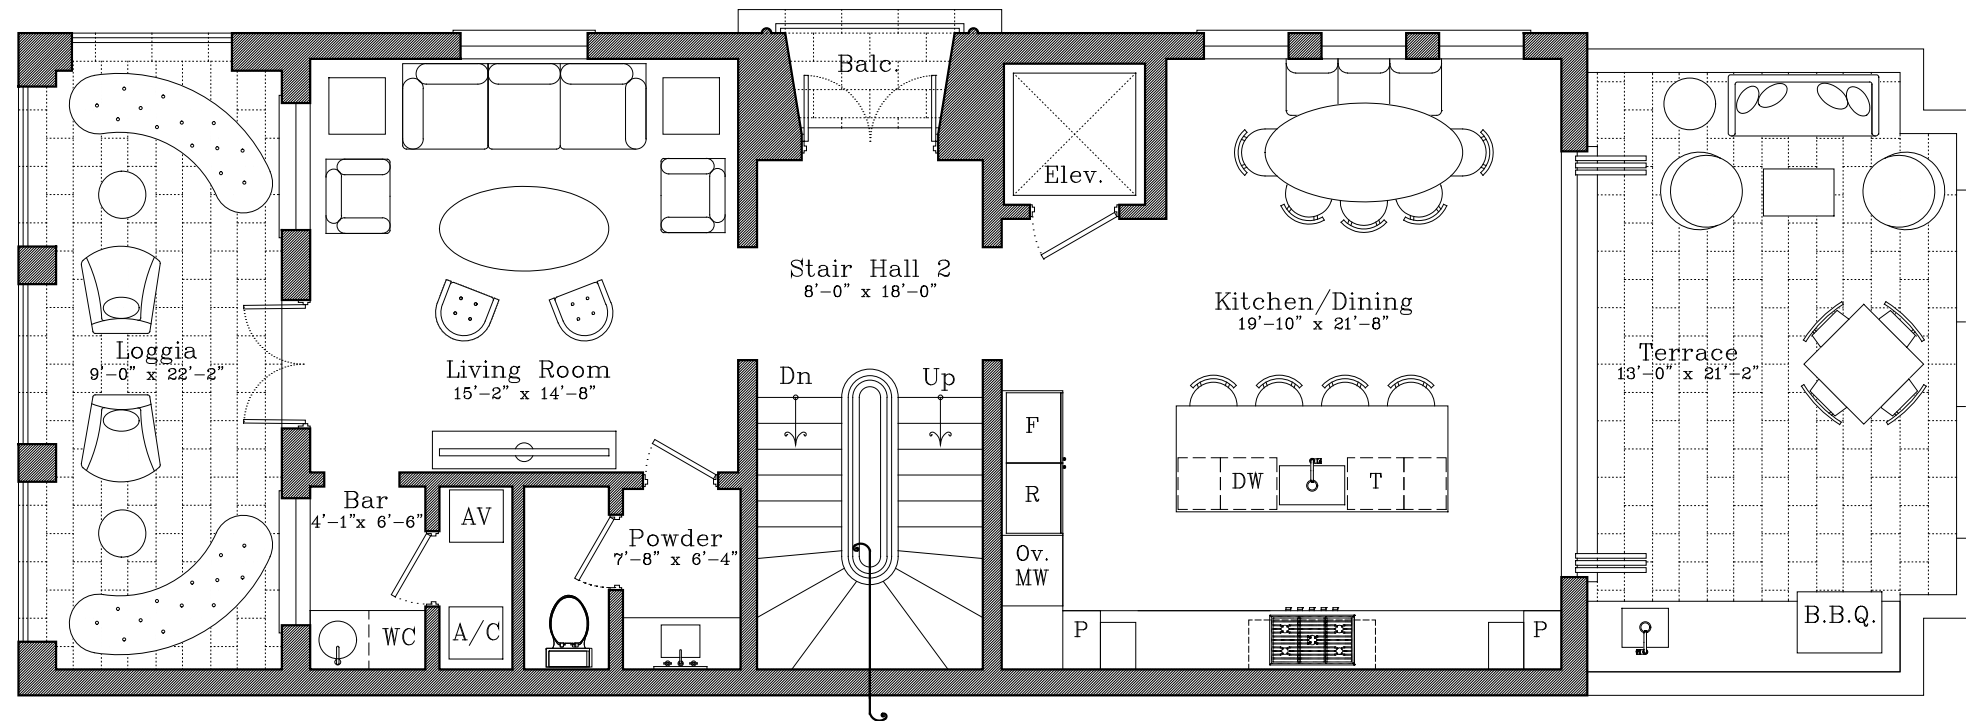 Balc.
Elev.
Stair Hall 2
8'-0" x 18'-0"
Kitchen/Dining
19'-10" x 21'-8"
Loggia
9'-0" x 22'-2"
Living Room
15'-2" x 14'-8"
Dn
Up
Terrace
13'-0" x 21'-2"
F
R
Ov.
MW
DW
T
Bar
4'-1"x 6'-6"
AV
Powder
7'-8" x 6'-4"
WC
A/C
P
P
B.B.Q.